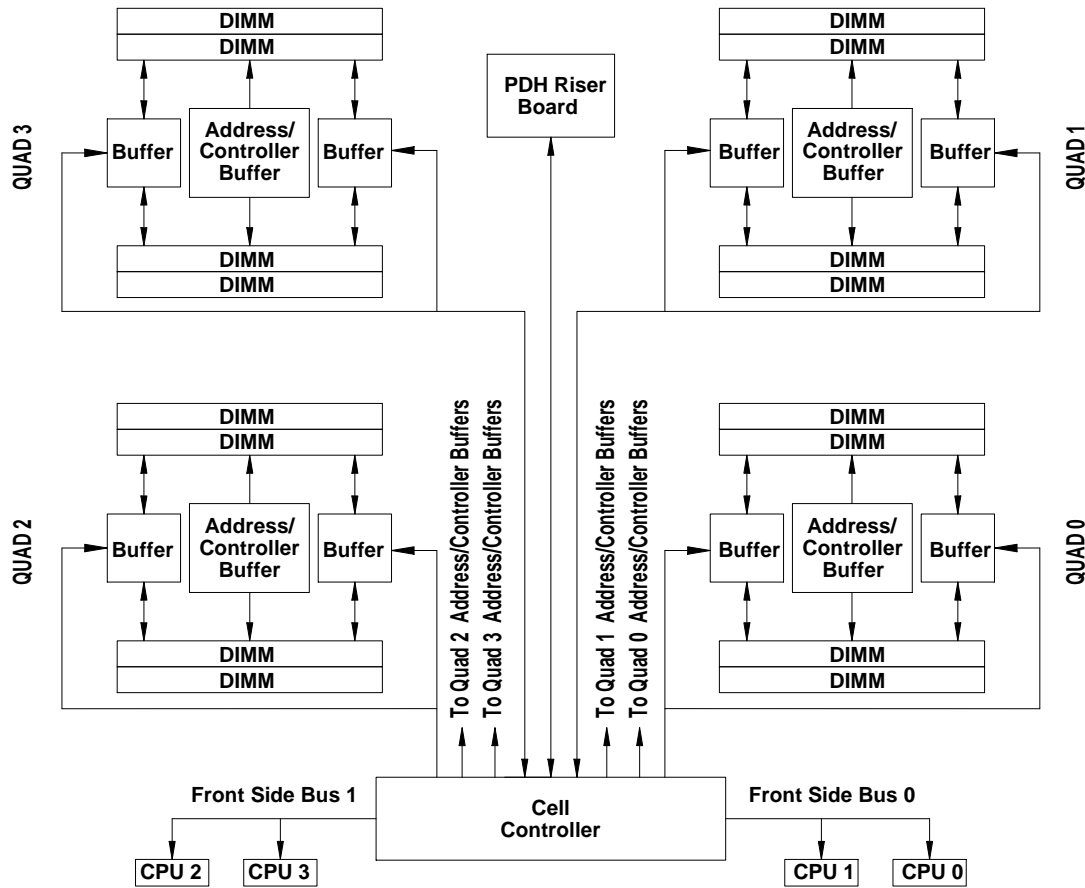 DIMM
DIMM
QUAD 3
Buffer
Address/
Controller
Buffer
Buffer
DIMM
DIMM
PDH Riser
Board
DIMM
DIMM
Buffer
Address/
Controller
Buffer
Buffer
QUAD 1
DIMM
DIMM
DIMM
DIMM
QUAD 2
Buffer
Address/
Controller
Buffer
Buffer
DIMM
DIMM
To Quad 2 Address/Controller Buffers
To Quad 3 Address/Controller Buffers
To Quad 1 Address/Controller Buffers
To Quad 0 Address/Controller Buffers
DIMM
DIMM
Buffer
Address/
Controller
Buffer
Buffer
QUAD 0
DIMM
DIMM
Front Side Bus 1
Cell
Controller
Front Side Bus 0
CPU 2
CPU 3
CPU 1
CPU 0